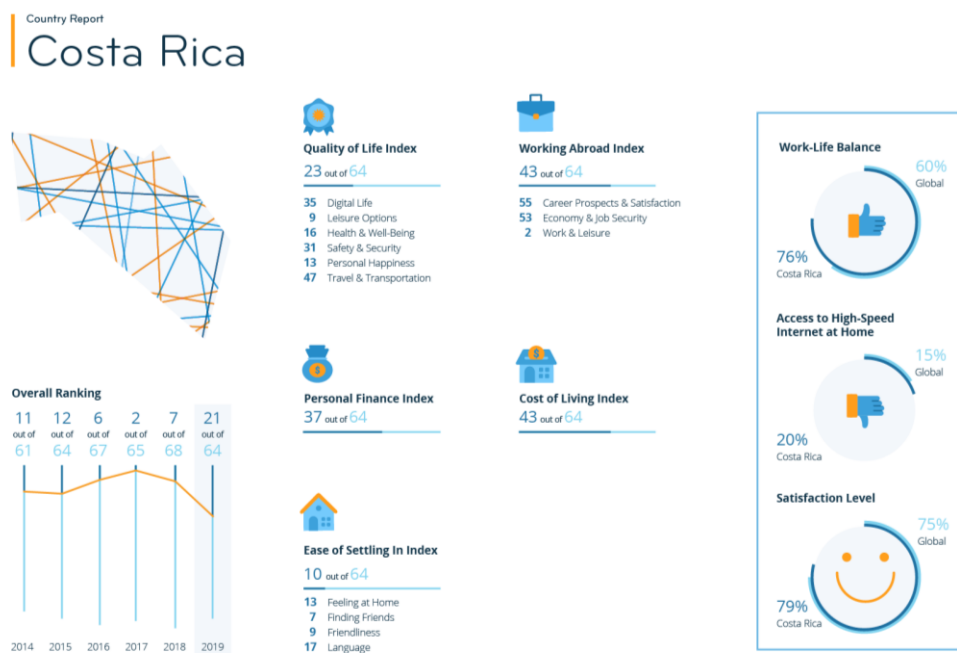 Country Report
Costa Rica
Quality of Life Index
23 out of 64
35 Digital Life
9 Leisure Options
16 Health & Well-Being
31 Safety & Security
13 Personal Happiness
47 Travel & Transportation
Working Abroad Index
43 out of 64
55 Career Prospects & Satisfaction
53 Economy & Job Security
2 Work & Leisure
Personal Finance Index
37 out of 64
Cost of Living Index
43 out of 64
Ease of Settling In Index
10 out of 64
13 Feeling at Home
7 Finding Friends
9 Friendliness
17 Language
Overall Ranking
11 12 6 2 7 21
out of out of out of out of out of out of
61 64 67 65 68 64
2014 2015 2016 2017 2018 2019
Work-Life Balance
60%
Global
76%
Costa Rica
Access to High-Speed
Internet at Home
15%
Global
20%
Costa Rica
Satisfaction Level
75%
Global
79%
Costa Rica